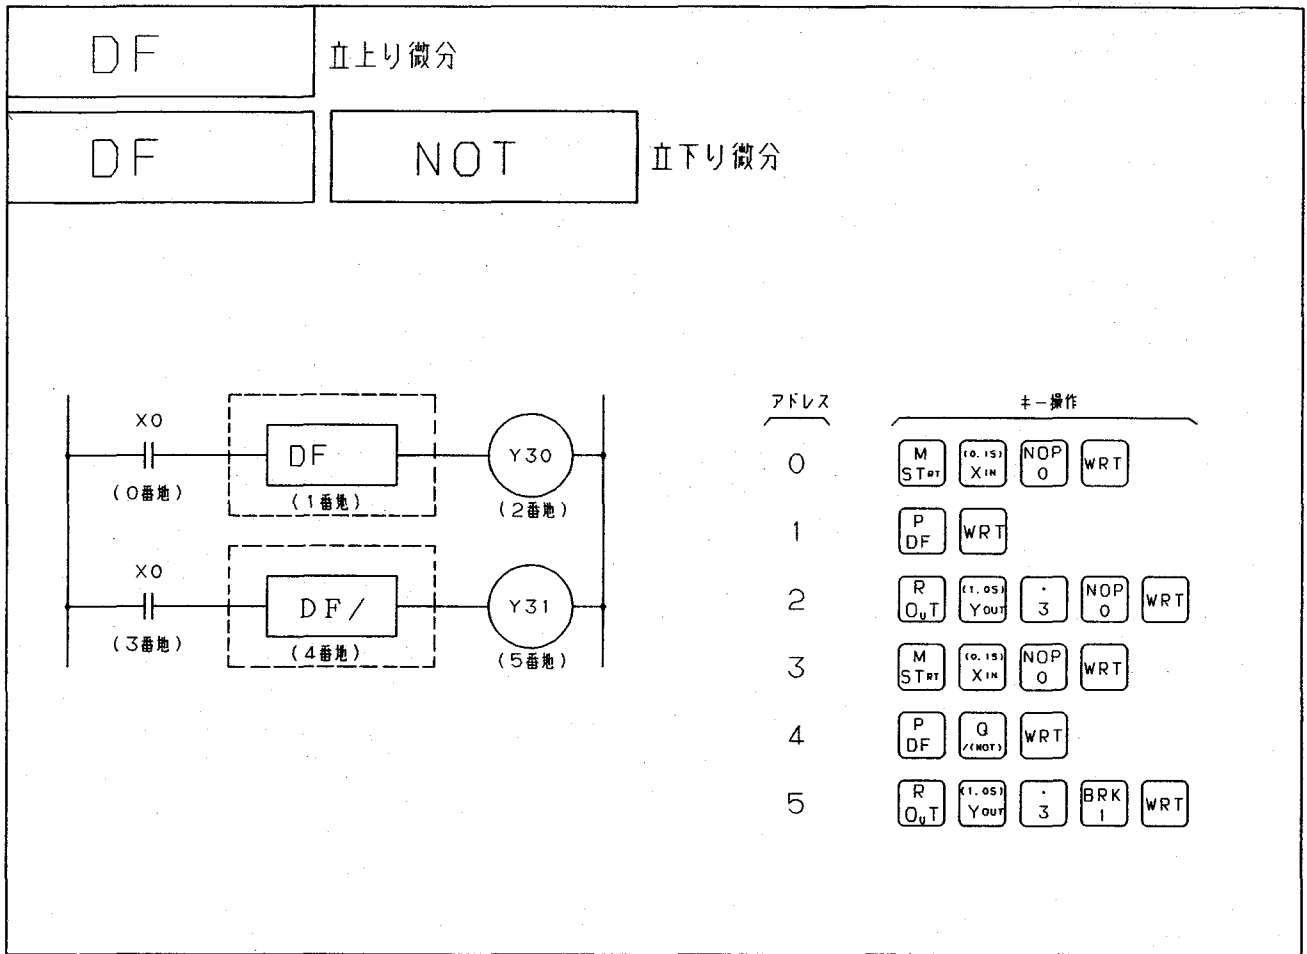 DF 立上り微分
DF NOT 立下り微分
X0 DF Y30
(0番地) (1番地) (2番地)
X0 DF/ Y31
(3番地) (4番地) (5番地)
アドレス キー操作
0 M STRT (0.1S) XIN NOP 0 WRT
1 P DF WRT
2 R OUT (1.0S) YOUT ・ 3 NOP 0 WRT
3 M STRT (0.1S) XIN NOP 0 WRT
4 P DF Q /(NOT) WRT
5 R OUT (1.0S) YOUT ・ 3 BRK 1 WRT